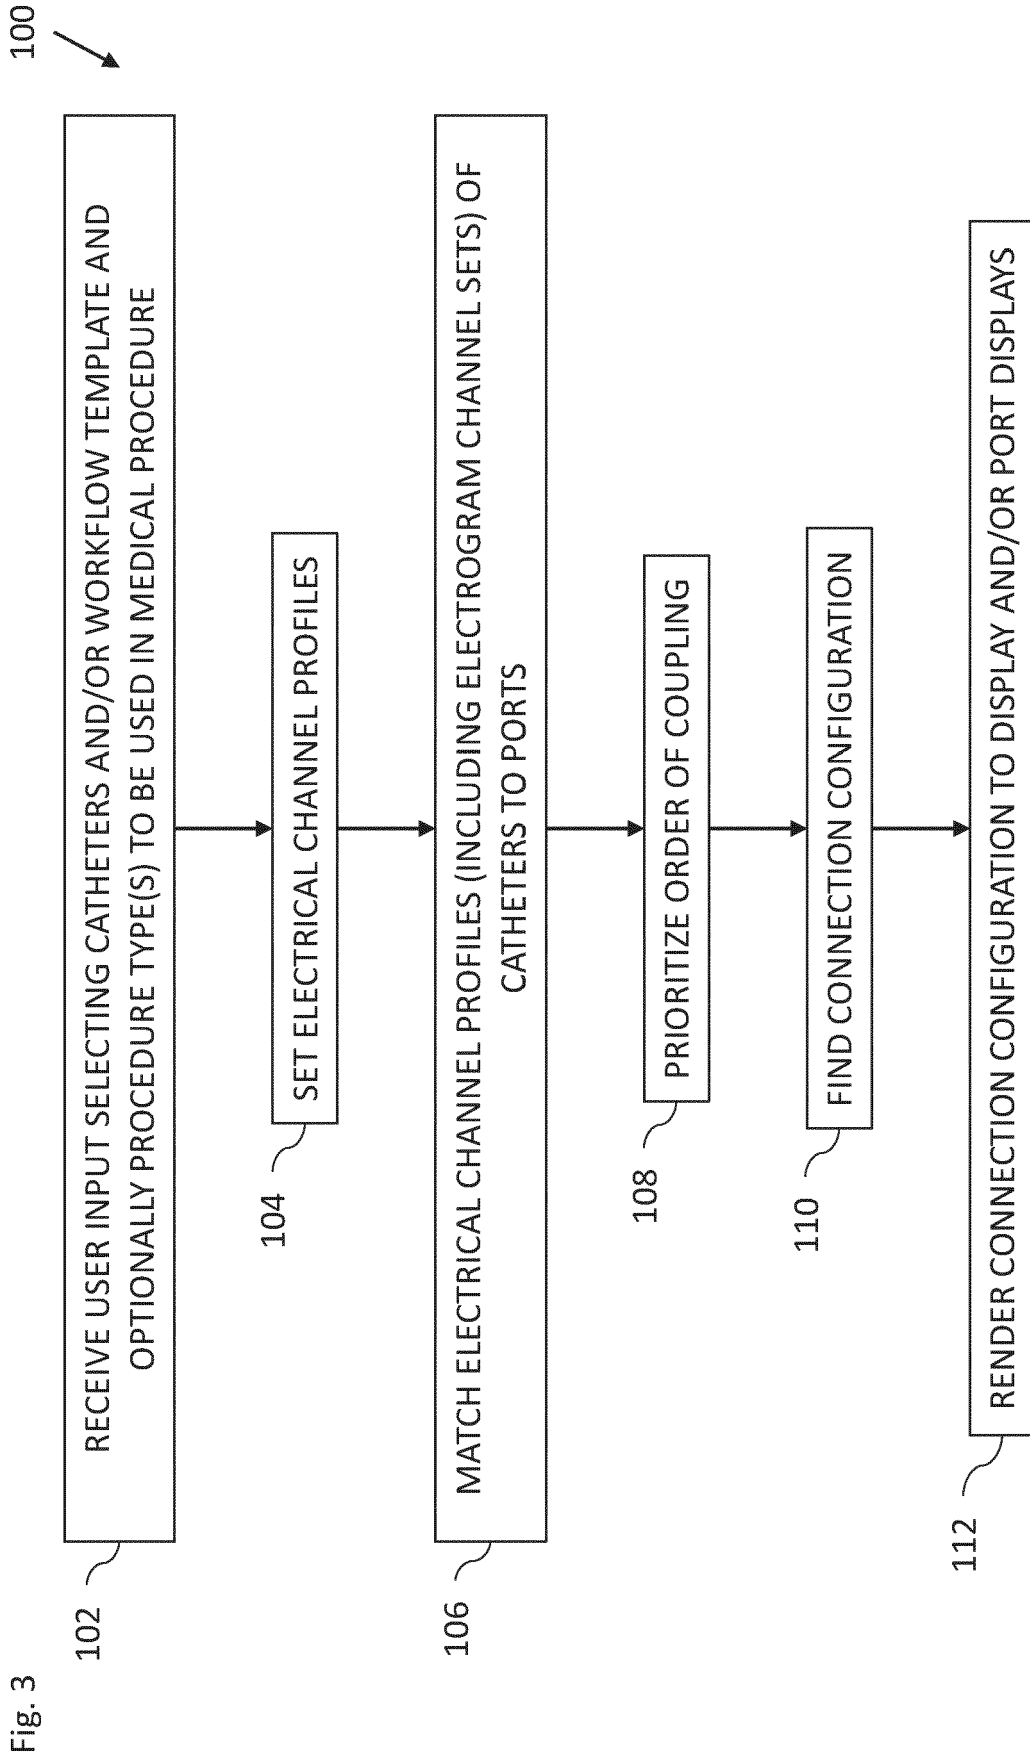 Fig. 3
100
102
RECEIVE USER INPUT SELECTING CATHETERS AND/OR WORKFLOW TEMPLATE AND
OPTIONALLY PROCEDURE TYPE(S) TO BE USED IN MEDICAL PROCEDURE
104
SET ELECTRICAL CHANNEL PROFILES
106
MATCH ELECTRICAL CHANNEL PROFILES (INCLUDING ELECTROGRAM CHANNEL SETS) OF
CATHETERS TO PORTS
108
PRIORITIZE ORDER OF COUPLING
110
FIND CONNECTION CONFIGURATION
112
RENDER CONNECTION CONFIGURATION TO DISPLAY AND/OR PORT DISPLAYS